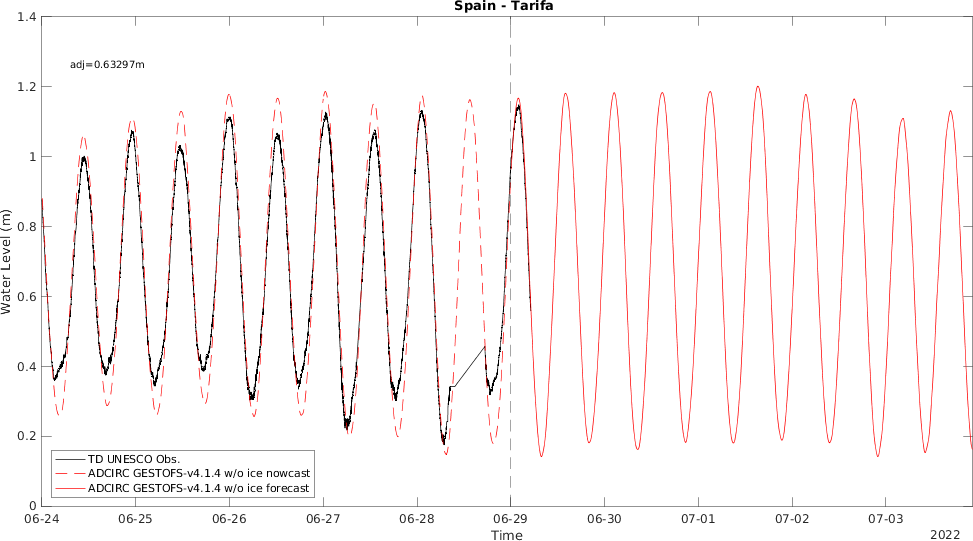 Spain - Tarifa
1.4
1.2
1
0.8
0.6
0.4
0.2
0
Water Level (m)
adj=0.63297m
TD UNESCO Obs.
ADCIRC GESTOFS-v4.1.4 w/o ice nowcast
ADCIRC GESTOFS-v4.1.4 w/o ice forecast
06-24 06-25 06-26 06-27 06-28 06-29 06-30 07-01 07-02 07-03
Time
2022